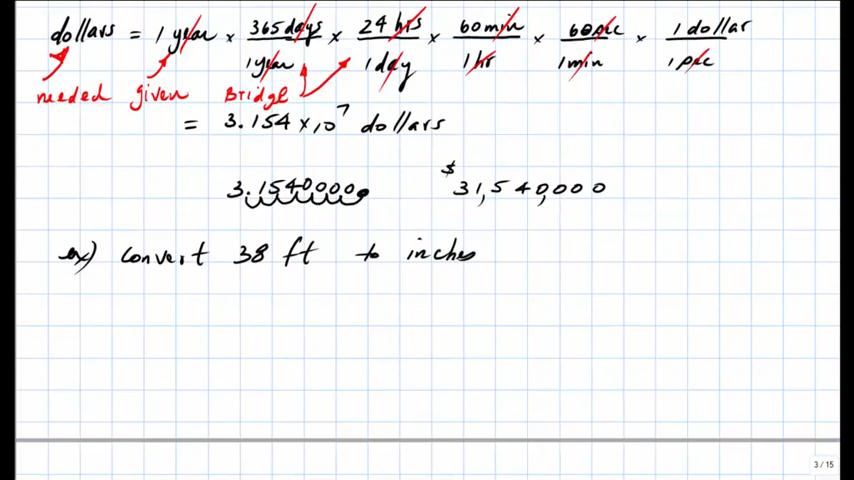 dollars = 1 year × 365 days / 1 year × 24 hrs / 1 day × 60 min / 1 hr × 60 sec / 1 min × 1 dollar / 1 sec
needed given Bridge
= 3.154 × 10^7 dollars
3.1540000. $31,540,000
ex) convert 38 ft to inches
3 / 15